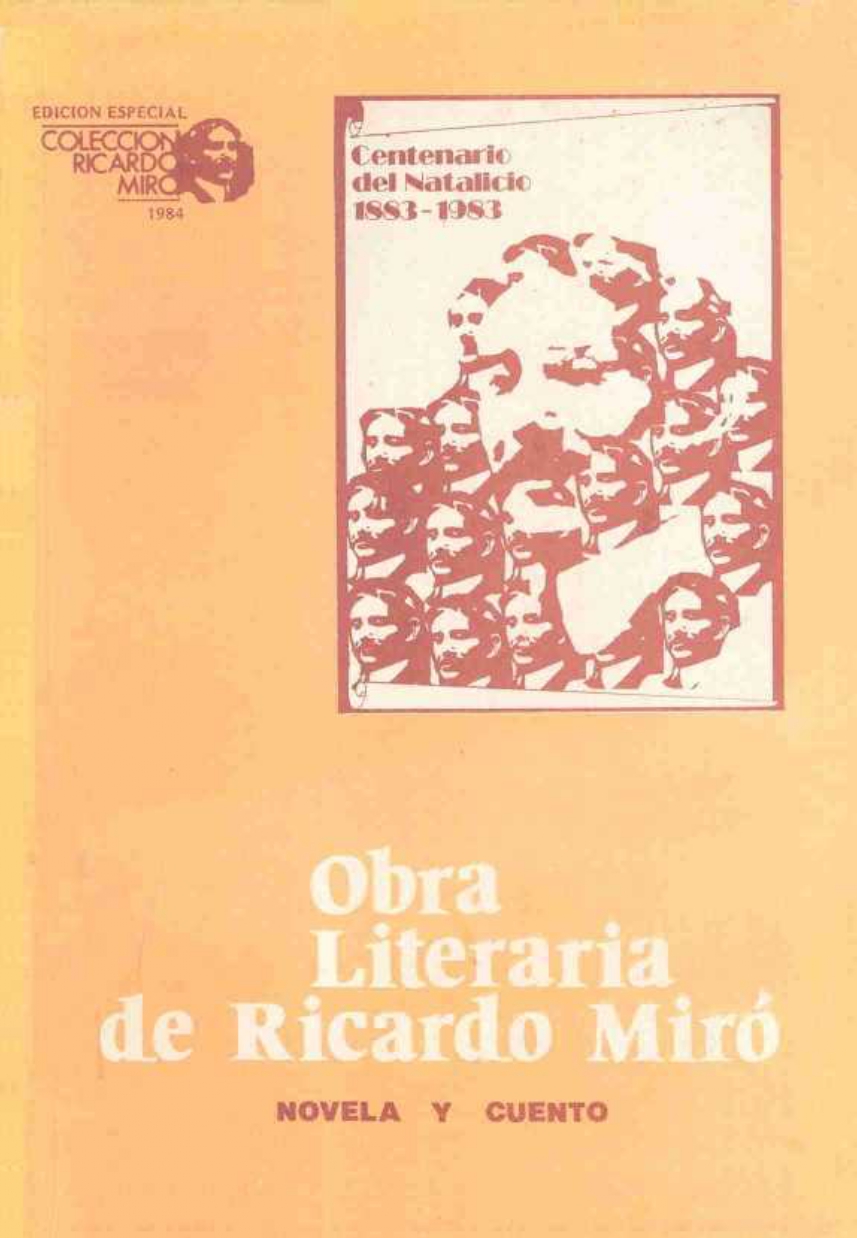 EDICION ESPECIAL
COLECCION
RICARDO
MIRO
1984
Centenario
del Natalicio
1883-1983
Obra
Literaria
de Ricardo Miró
NOVELA Y CUENTO